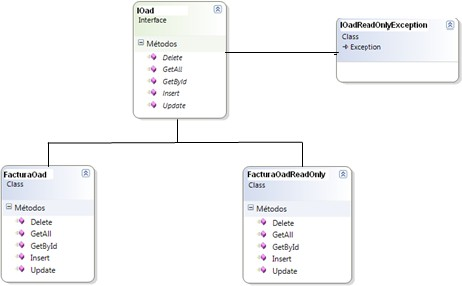 IOad
Interface
Métodos
Delete
GetAll
GetById
Insert
Update
IOadReadOnlyException
Class
Exception
FacturaOad
Class
Métodos
Delete
GetAll
GetById
Insert
Update
FacturaOadReadOnly
Class
Métodos
Delete
GetAll
GetById
Insert
Update